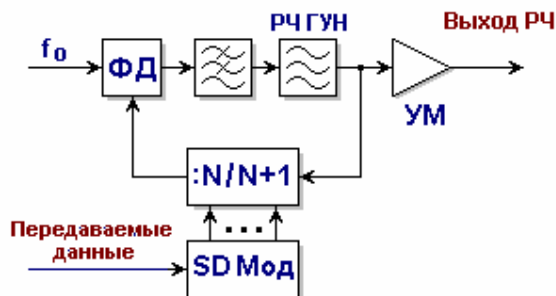 РЧ ГУН
Выход РЧ
f₀
ФД
УМ
:N/N+1
Передаваемые
данные
...
SD Мод